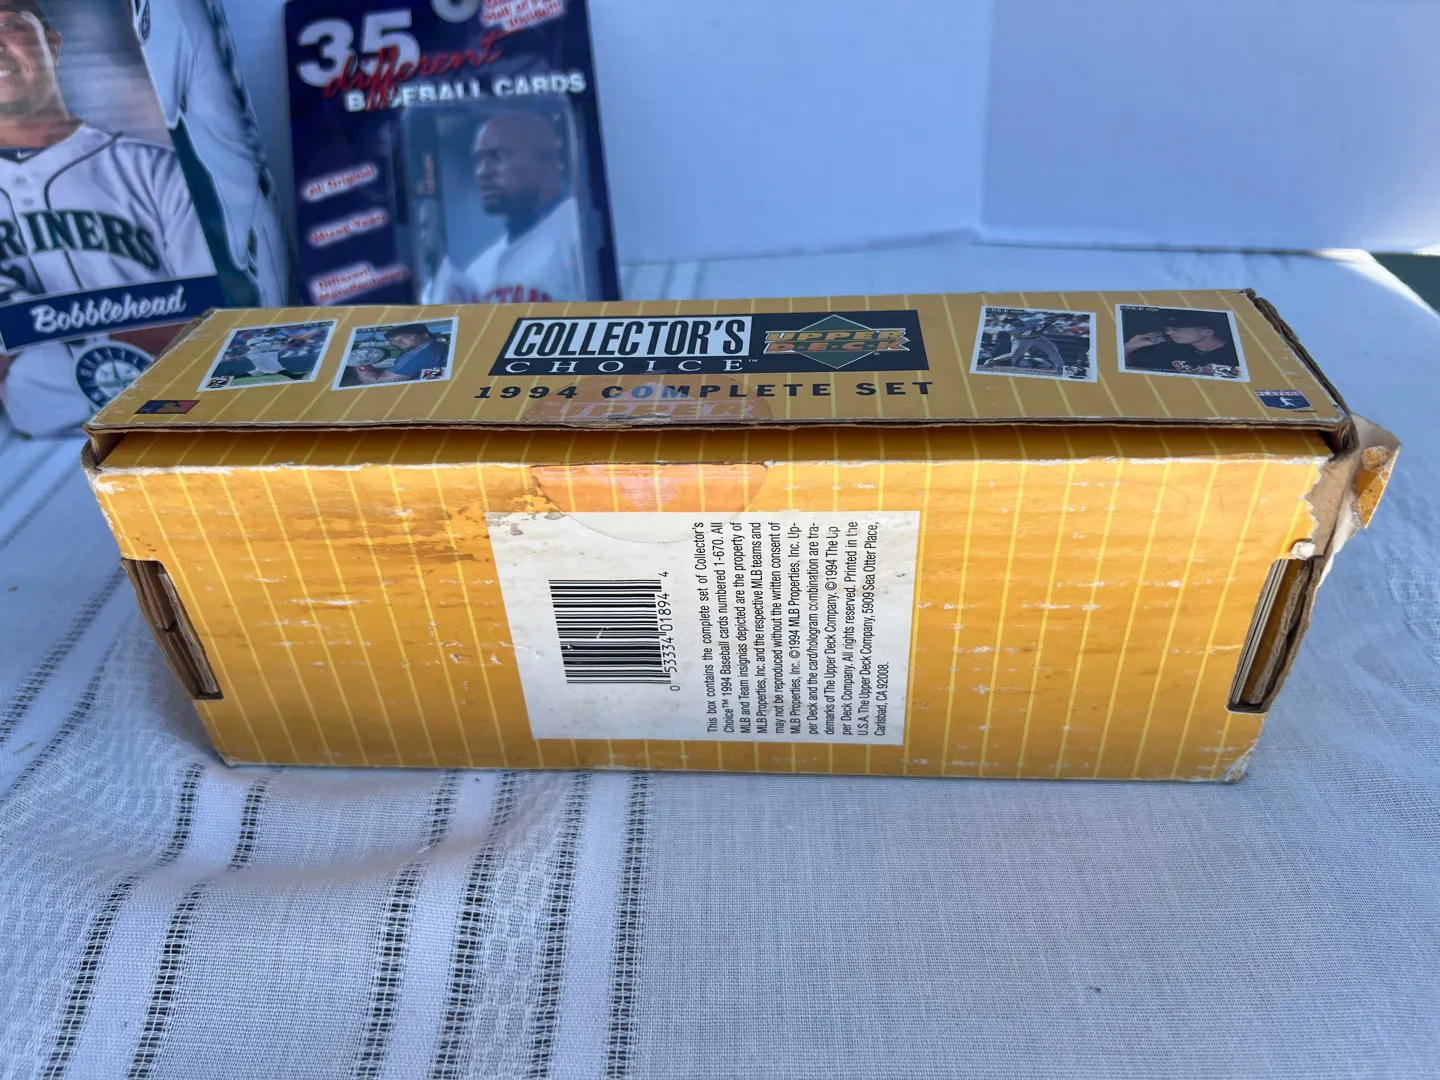 35
different
BASEBALL CARDS
All Original
Mixed Years
Different
Manufacturers
RINERS
Bobblehead
COLLECTOR'S
CHOICE™
UPPER
DECK
1994 COMPLETE SET
PLAYERS
0 53334 01894 4
This box contains the complete set of Collector's
Choice™ 1994 Baseball cards numbered 1-670. All
MLB and Team insignias depicted are the property of
MLB Properties, Inc. and the respective MLB teams and
may not be reproduced without the written consent of
MLB Properties, Inc. ©1994 MLB Properties, Inc. Up-
per Deck and the card/hologram combination are tra-
demarks of The Upper Deck Company. ©1994 The Up
per Deck Company. All rights reserved. Printed in the
U.S.A. The Upper Deck Company, 5909 Sea Otter Place,
Carlsbad, CA 92008.